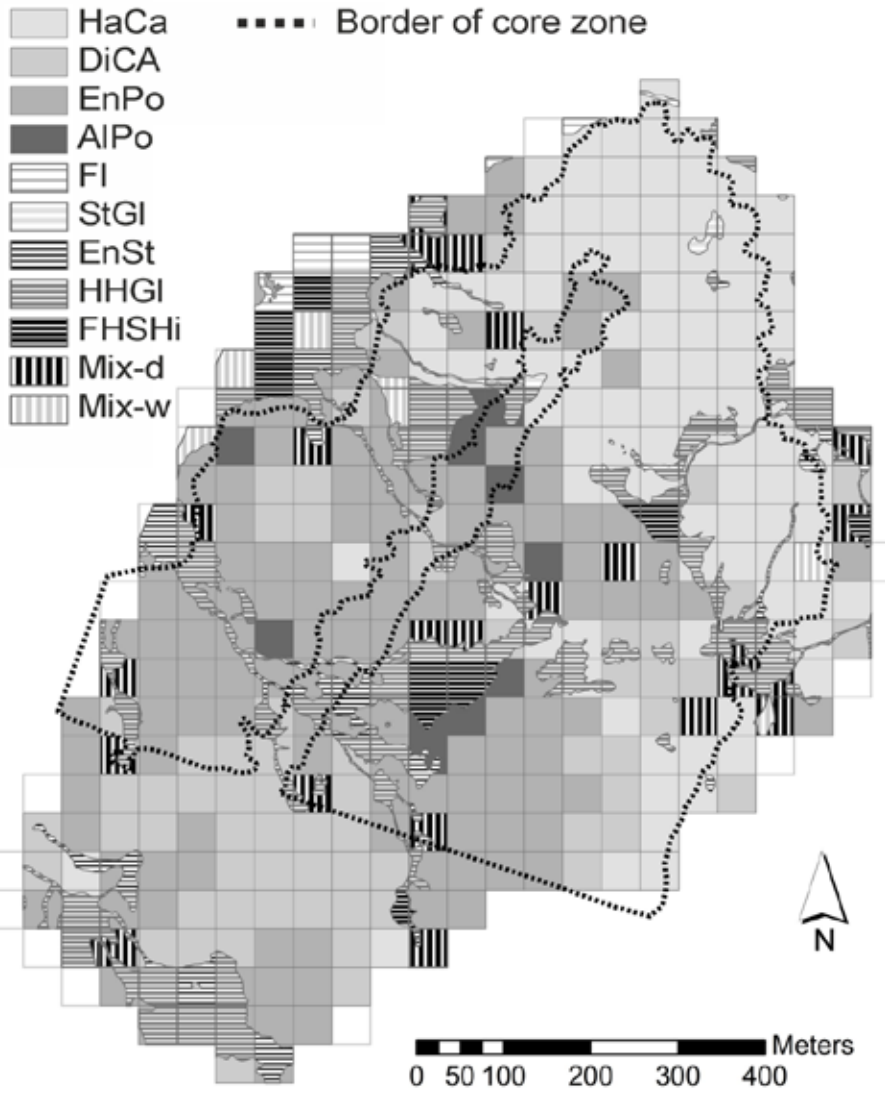 HaCa
Border of core zone
DiCA
EnPo
AlPo
Fl
StGl
EnSt
HHGl
FHSHi
Mix-d
Mix-w
N
Meters
0 50 100 200 300 400